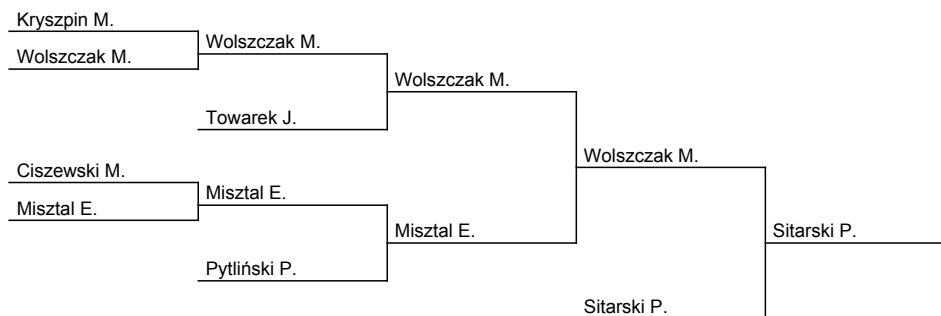 Kryszpin M.
Wolszczak M.
Wolszczak M.
Wolszczak M.
Towarek J.
Wolszczak M.
Ciszewski M.
Misztal E.
Misztal E.
Misztal E.
Sitarski P.
Pytliński P.
Sitarski P.